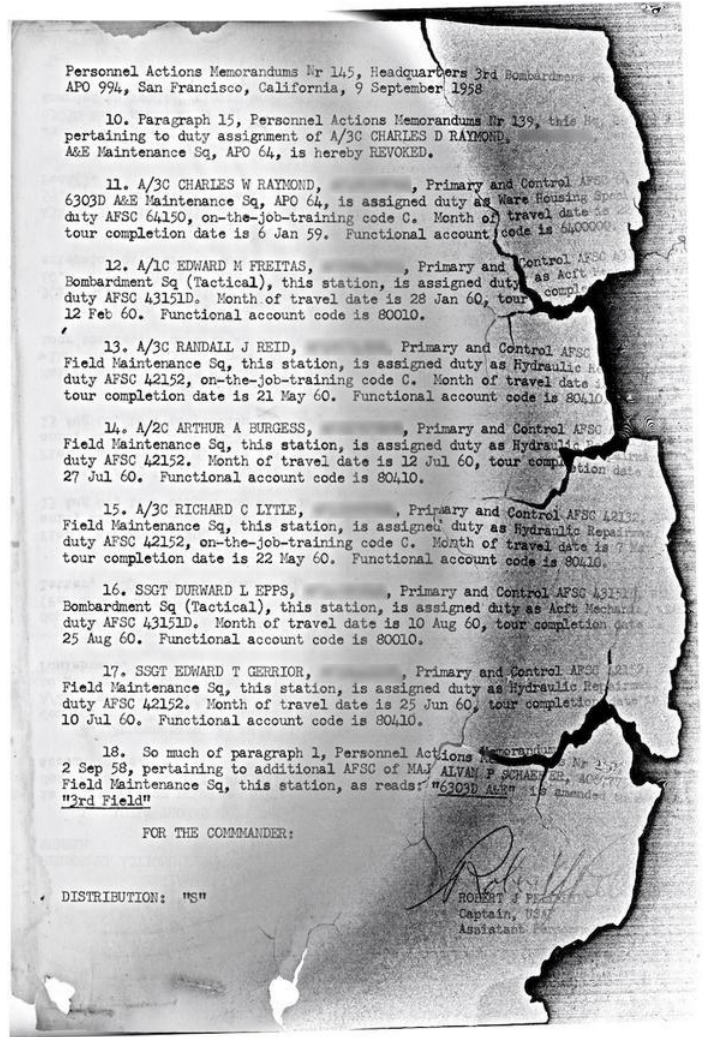 Personnel Actions Memorandums Nr 145, Headquarters 3rd Bombardment
APO 994, San Francisco, California, 9 September 1958
10. Paragraph 15, Personnel Actions Memorandums Nr 139, this
pertaining to duty assignment of A/3C CHARLES D RAYMOND,
A&E Maintenance Sq, APO 64, is hereby REVOKED.
11. A/3C CHARLES W RAYMOND, , Primary and Control AFSC
6303D A&E Maintenance Sq, APO 64, is assigned duty as Ware Housing
duty AFSC 64150, on-the-job-training code C. Month of travel date is
tour completion date is 6 Jan 59. Functional account code is 6400000.
12. A/1C EDWARD M FREITAS, , Primary and Control AFSC
Bombardment Sq (Tactical), this station, is assigned duty as Acft
duty AFSC 43151D. Month of travel date is 28 Jan 60, tour
12 Feb 60. Functional account code is 80010.
13. A/3C RANDALL J REID, , Primary and Control AFSC
Field Maintenance Sq, this station, is assigned duty as Hydraulic
duty AFSC 42152, on-the-job-training code C. Month of travel date
tour completion date is 21 May 60. Functional account code is 80410
14. A/2C ARTHUR A BURGESS, , Primary and Control AFSC
Field Maintenance Sq, this station, is assigned duty as Hydraulic
duty AFSC 42152. Month of travel date is 12 Jul 60, tour completion date
27 Jul 60. Functional account code is 80410.
15. A/3C RICHARD C LYTLE, , Primary and Control AFSC 42132
Field Maintenance Sq, this station, is assigned duty as Hydraulic
duty AFSC 42152, on-the-job-training code C. Month of travel date is 7
tour completion date is 22 May 60. Functional account code is 80410.
16. SSGT DURWARD L EPPS, , Primary and Control AFSC 43151
Bombardment Sq (Tactical), this station, is assigned duty as Acft
duty AFSC 43151D. Month of travel date is 10 Aug 60, tour completion date
25 Aug 60. Functional account code is 80010.
17. SSGT EDWARD T GERRIOR, , Primary and Control AFSC 42152
Field Maintenance Sq, this station, is assigned duty as Hydraulic
duty AFSC 42152. Month of travel date is 25 Jun 60, tour completion
10 Jul 60. Functional account code is 80410.
18. So much of paragraph 1, Personnel Actions Memorandum
2 Sep 58, pertaining to additional AFSC of MAJ ALVAN P SCHAEFER,
Field Maintenance Sq, this station, as reads: "6303D A&E" is amended
"3rd Field"
FOR THE COMMMANDER:
DISTRIBUTION: "S"
ROBERT J
Captain, USAF
Assistant